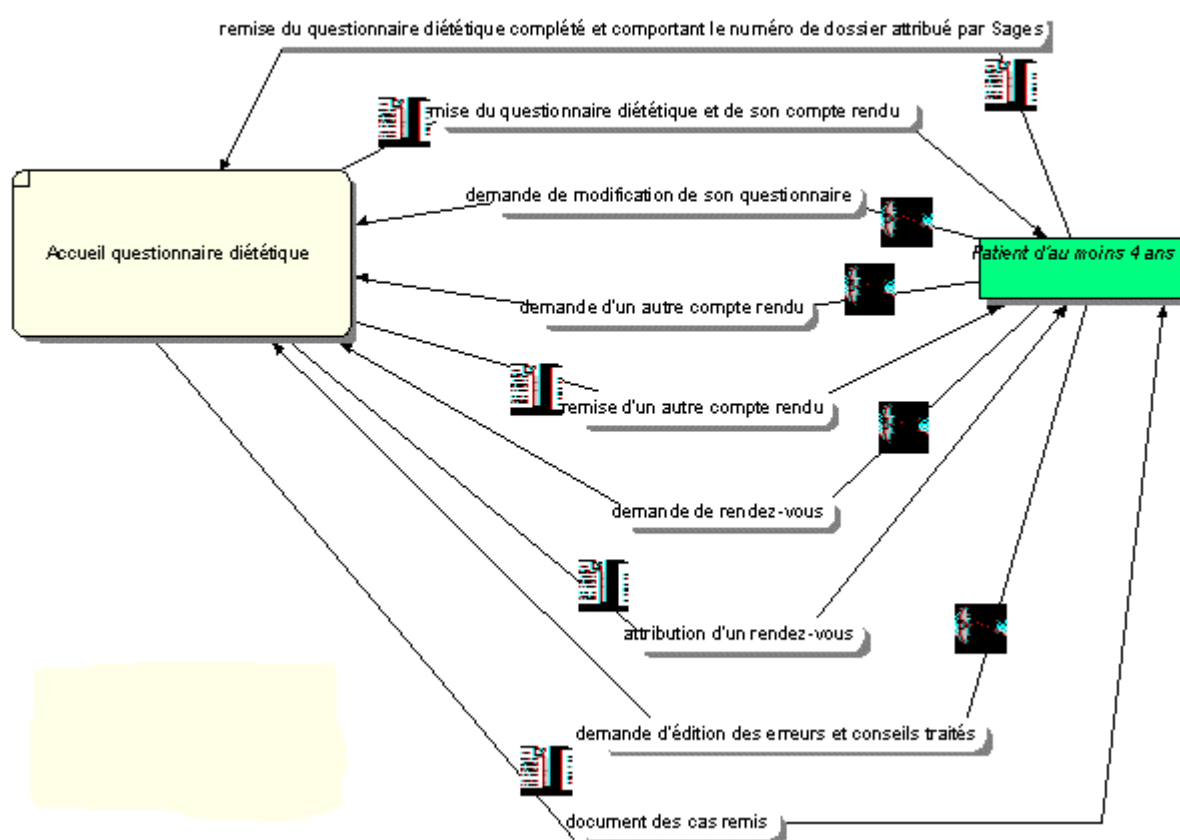 remise du questionnaire diététique complété et comportant le numéro de dossier attribué par Sages
mise du questionnaire diététique et de son compte rendu
demande de modification de son questionnaire
Accueil questionnaire diététique
Patient d'au moins 4 ans
demande d'un autre compte rendu
remise d'un autre compte rendu
demande de rendez-vous
attribution d'un rendez-vous
demande d'édition des erreurs et conseils traités
document des cas remis